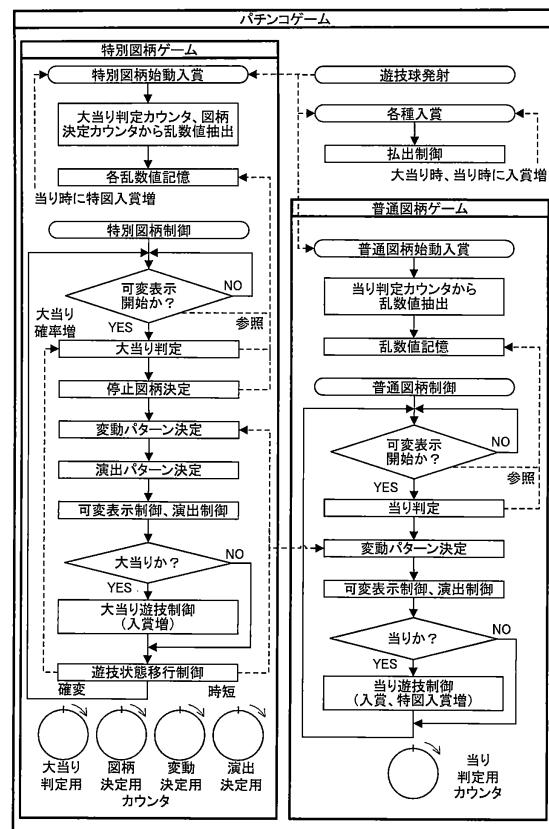 パチンコゲーム
特別図柄ゲーム
特別図柄始動入賞
大当り判定カウンタ、図柄
決定カウンタから乱数値抽出
各乱数値記憶
当り時に特図入賞増
特別図柄制御
可変表示
開始か?
NO
YES
参照
大当り
確率増
大当り判定
停止図柄決定
変動パターン決定
演出パターン決定
可変表示制御、演出制御
大当りか?
NO
YES
大当り遊技制御
(入賞増)
遊技状態移行制御
確変
時短
大当り
判定用
図柄
決定用
変動
決定用
演出
決定用
カウンタ
遊技球発射
各種入賞
払出制御
大当り時、当り時に入賞増
普通図柄ゲーム
普通図柄始動入賞
当り判定カウンタから
乱数値抽出
乱数値記憶
普通図柄制御
可変表示
開始か?
NO
YES
参照
当り判定
変動パターン決定
可変表示制御、演出制御
当りか?
NO
YES
当り遊技制御
(入賞、特図入賞増)
当り
判定用
カウンタ